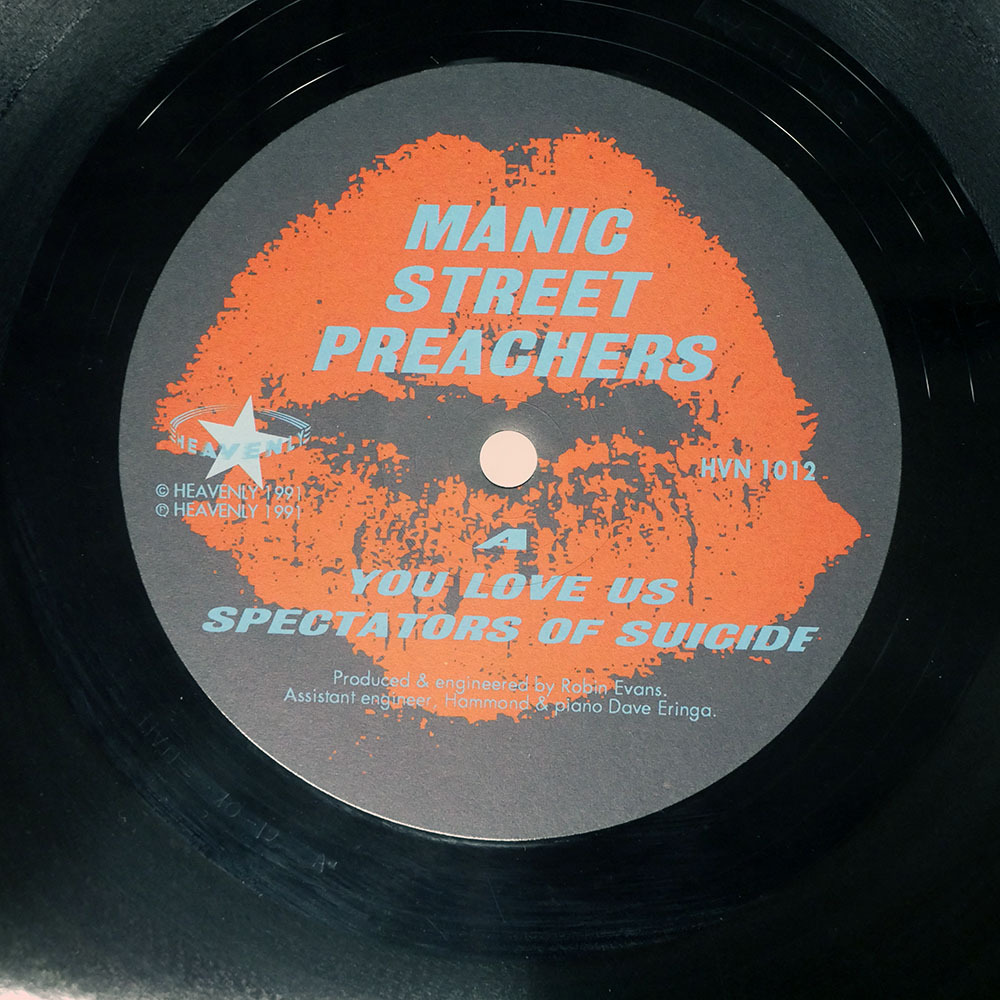 MANIC
STREET
PREACHERS
HEAVENLY
HVN 1012
© HEAVENLY 1991
℗ HEAVENLY 1991
A
YOU LOVE US
SPECTATORS OF SUICIDE
Produced & engineered by Robin Evans.
Assistant engineer, Hammond & piano Dave Eringa.